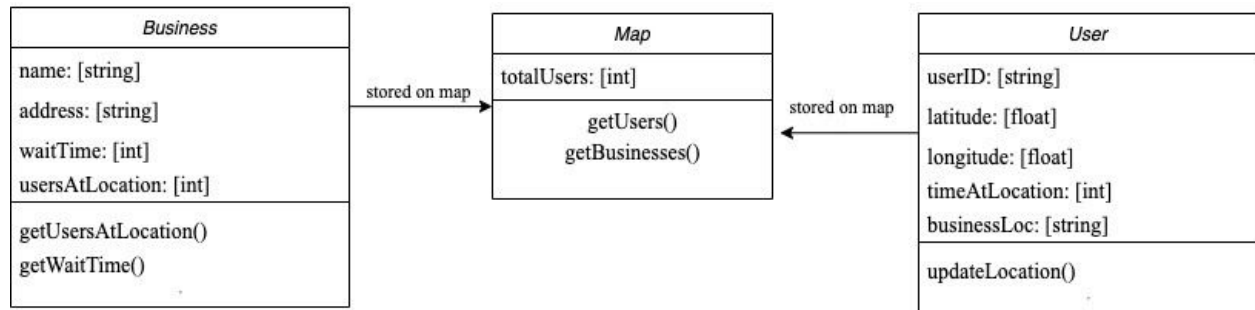 Business
name: [string]
address: [string]
waitTime: [int]
usersAtLocation: [int]
getUsersAtLocation()
getWaitTime()
stored on map
Map
totalUsers: [int]
getUsers()
getBusinesses()
stored on map
User
userID: [string]
latitude: [float]
longitude: [float]
timeAtLocation: [int]
businessLoc: [string]
updateLocation()